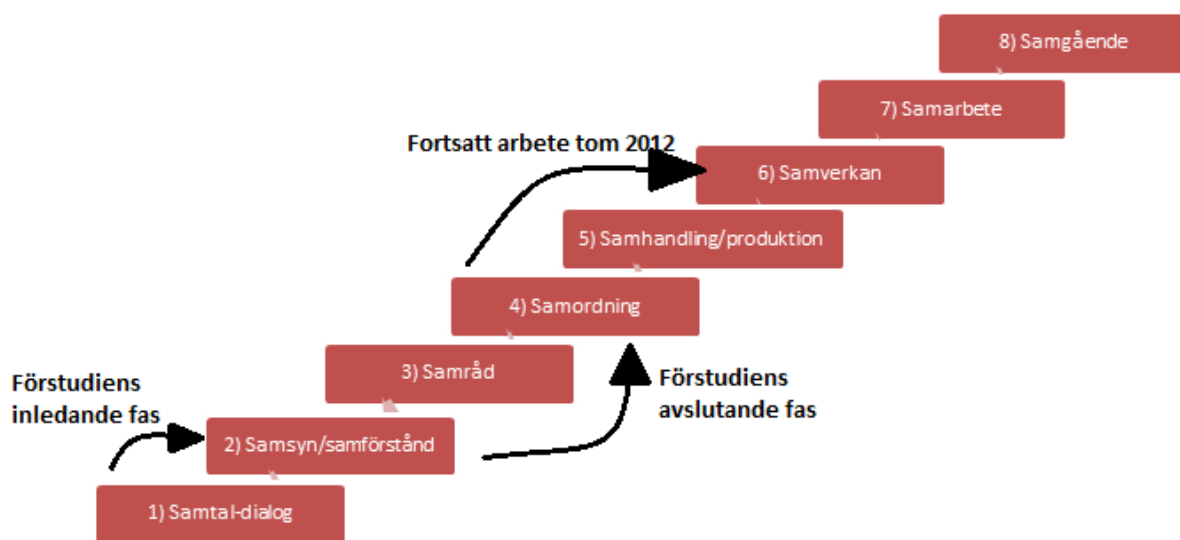 8) Samgående
7) Samarbete
Fortsatt arbete tom 2012
6) Samverkan
5) Samhandling/produktion
4) Samordning
3) Samråd
Förstudiens
inledande fas
Förstudiens
avslutande fas
2) Samsyn/samförstånd
1) Samtal-dialog